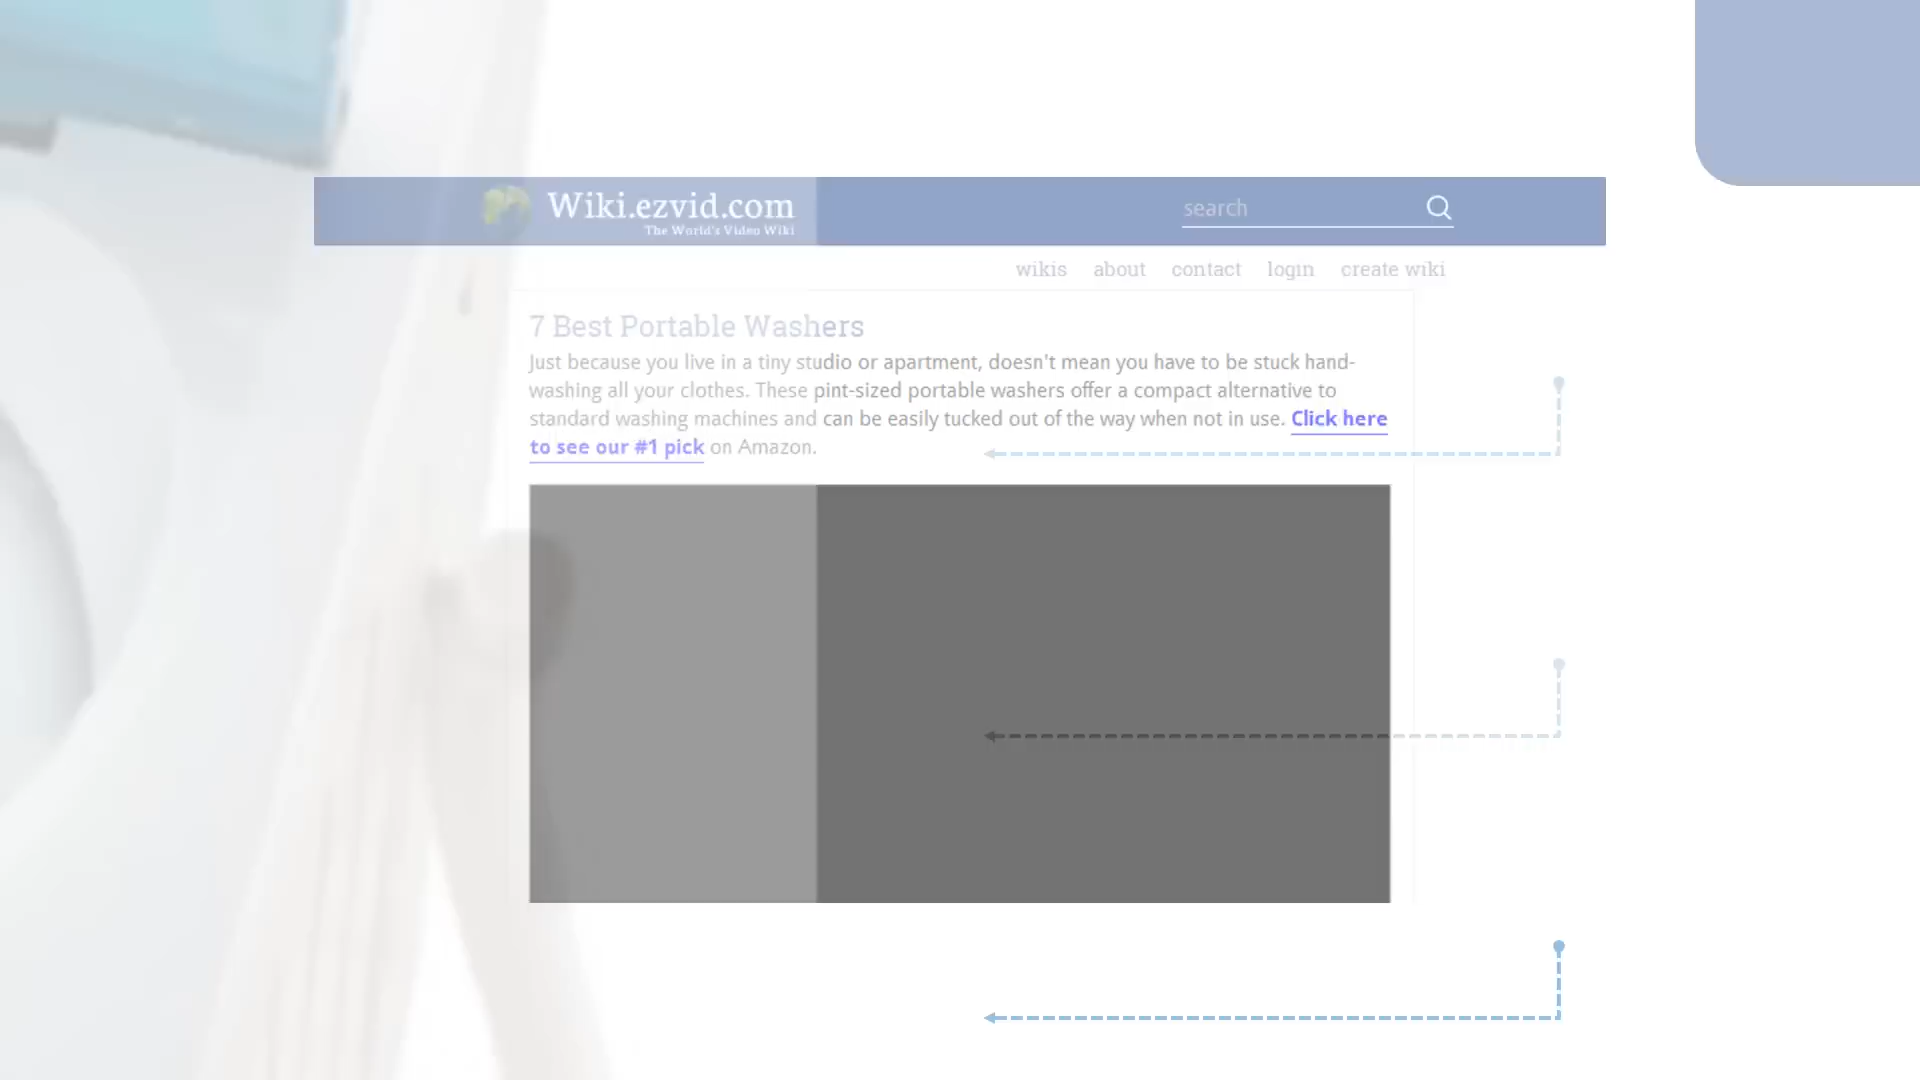 Wiki.ezvid.com
The World's Video Wiki
search
wikis about contact login create wiki
7 Best Portable Washers
Just because you live in a tiny studio or apartment, doesn't mean you have to be stuck hand-
washing all your clothes. These pint-sized portable washers offer a compact alternative to
standard washing machines and can be easily tucked out of the way when not in use. Click here
to see our #1 pick on Amazon.